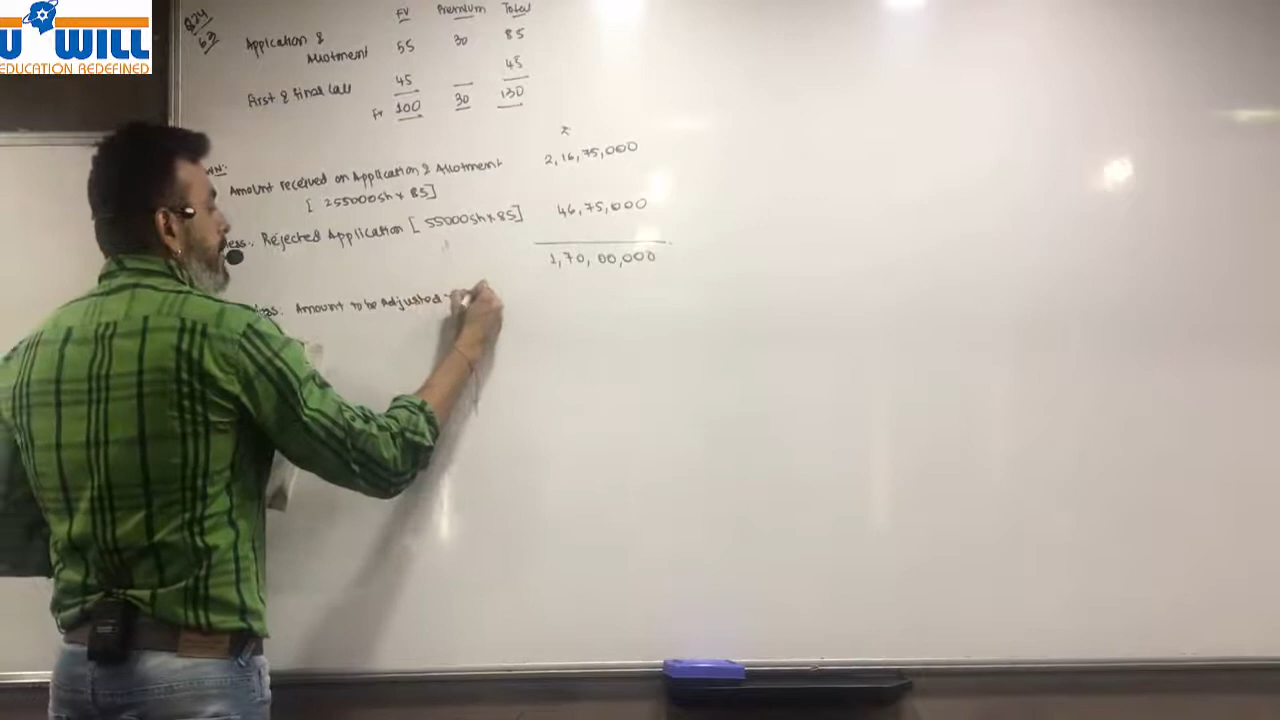 U WILL
EDUCATION REDEFINED
FV Premium Total
Application & Allotment 55 30 85
First & Final Call 45 — 45
100 30 130
WN:
₹
Amount received on Application & Allotment 2,16,75,000
[ 255000sh × 85]
Less: Rejected Application [ 55000sh×85] 46,75,000
1,70,00,000
Less: Amount to be Adjusted